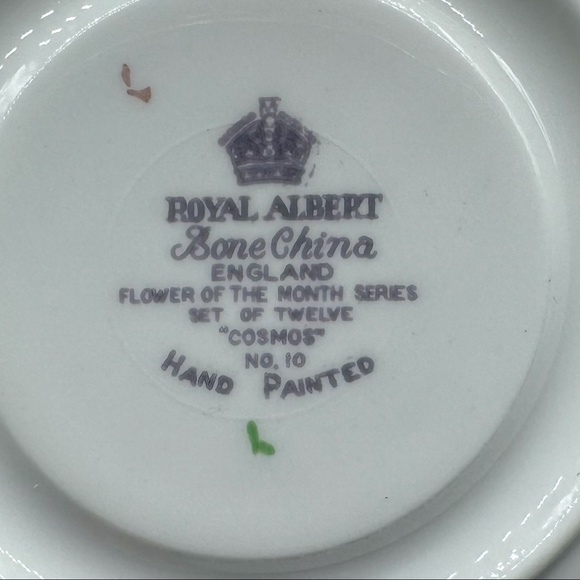 ROYAL ALBERT
Bone China
ENGLAND
FLOWER OF THE MONTH SERIES
SET OF TWELVE
"COSMOS"
NO. 10
HAND PAINTED